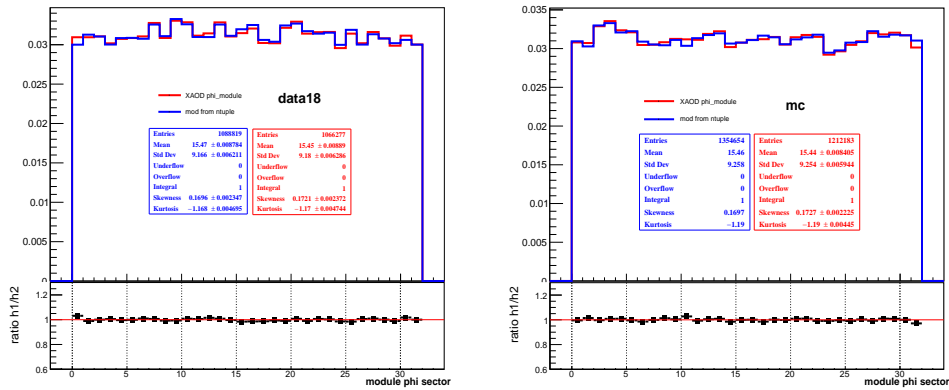 0.035
0.03
0.025
0.02
0.015
0.01
0.005
0
XAOD phi_module
mod from ntuple
data18
Entries 1088819
Mean 15.47 ± 0.008784
Std Dev 9.166 ± 0.006211
Underflow 0
Overflow 0
Integral 1
Skewness 0.1696 ± 0.002347
Kurtosis −1.168 ± 0.004695
Entries 1066277
Mean 15.45 ± 0.00889
Std Dev 9.18 ± 0.006286
Underflow 0
Overflow 0
Integral 1
Skewness 0.1721 ± 0.002372
Kurtosis −1.17 ± 0.004744
ratio h1/h2
1.2
1
0.8
0.6
0 5 10 15 20 25 30
module phi sector
0.035
0.03
0.025
0.02
0.015
0.01
0.005
0
XAOD phi_module
mod from ntuple
mc
Entries 1354654
Mean 15.46
Std Dev 9.258
Underflow 0
Overflow 0
Integral 1
Skewness 0.1697
Kurtosis −1.19
Entries 1212183
Mean 15.44 ± 0.008405
Std Dev 9.254 ± 0.005944
Underflow 0
Overflow 0
Integral 1
Skewness 0.1727 ± 0.002225
Kurtosis −1.19 ± 0.00445
ratio h1/h2
1.2
1
0.8
0.6
0 5 10 15 20 25 30
module phi sector